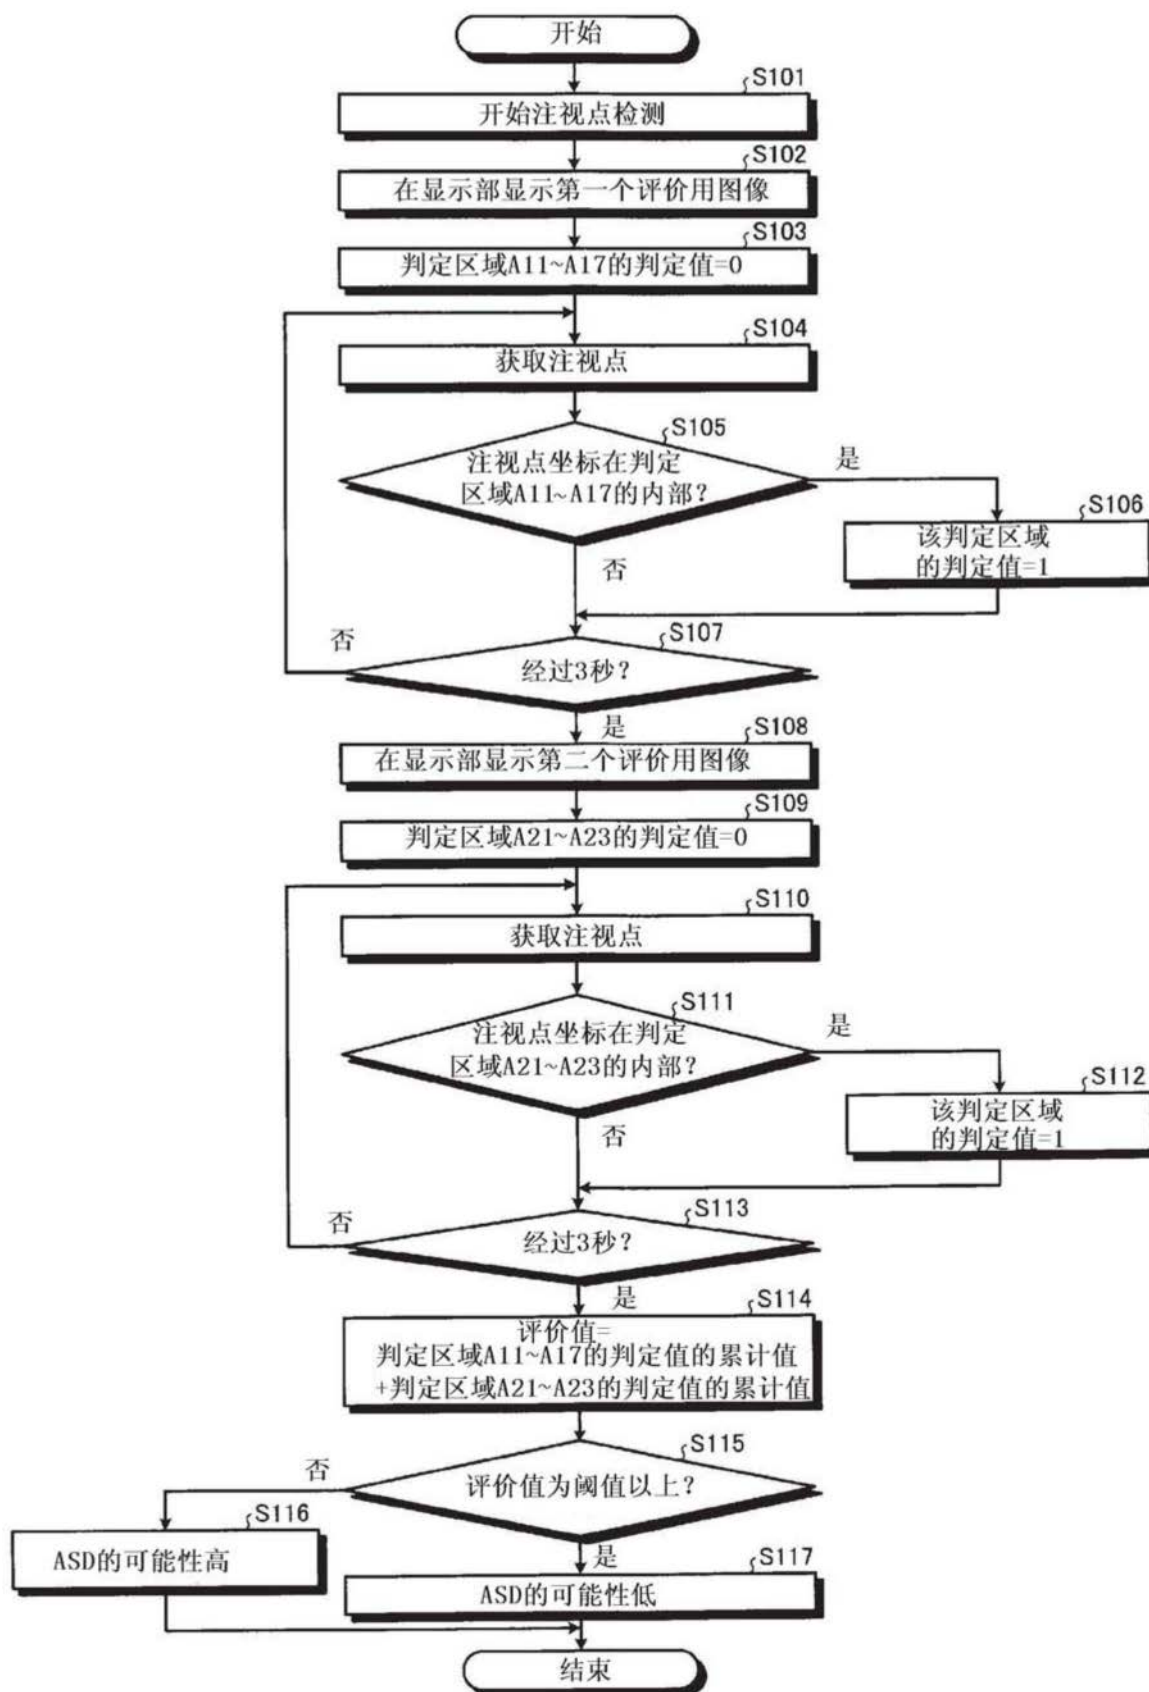 开始
S101
开始注视点检测
S102
在显示部显示第一个评价用图像
S103
判定区域A11~A17的判定值=0
S104
获取注视点
S105
注视点坐标在判定
区域A11~A17的内部？
是
S106
该判定区域
的判定值=1
否
S107
经过3秒？
否
是
S108
在显示部显示第二个评价用图像
S109
判定区域A21~A23的判定值=0
S110
获取注视点
S111
注视点坐标在判定
区域A21~A23的内部？
是
S112
该判定区域
的判定值=1
否
S113
经过3秒？
否
是
S114
评价值=
判定区域A11~A17的判定值的累计值
+判定区域A21~A23的判定值的累计值
S115
评价值为阈值以上？
否
S116
ASD的可能性高
是
S117
ASD的可能性低
结束